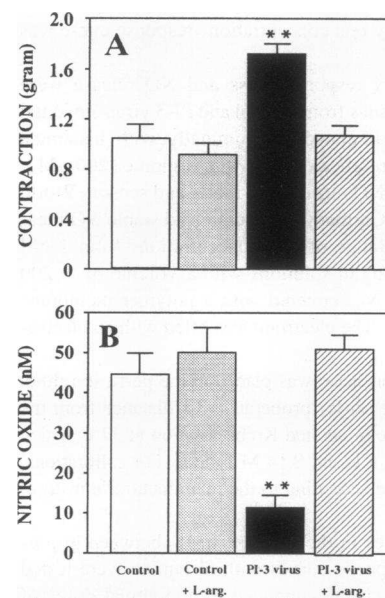 A
CONTRACTION (gram)
2.0
1.6
1.2
0.8
0.4
0
**
B
NITRIC OXIDE (nM)
60
50
40
30
20
10
0
**
Control
Control
+ L-arg.
PI-3 virus
PI-3 virus
+ L-arg.